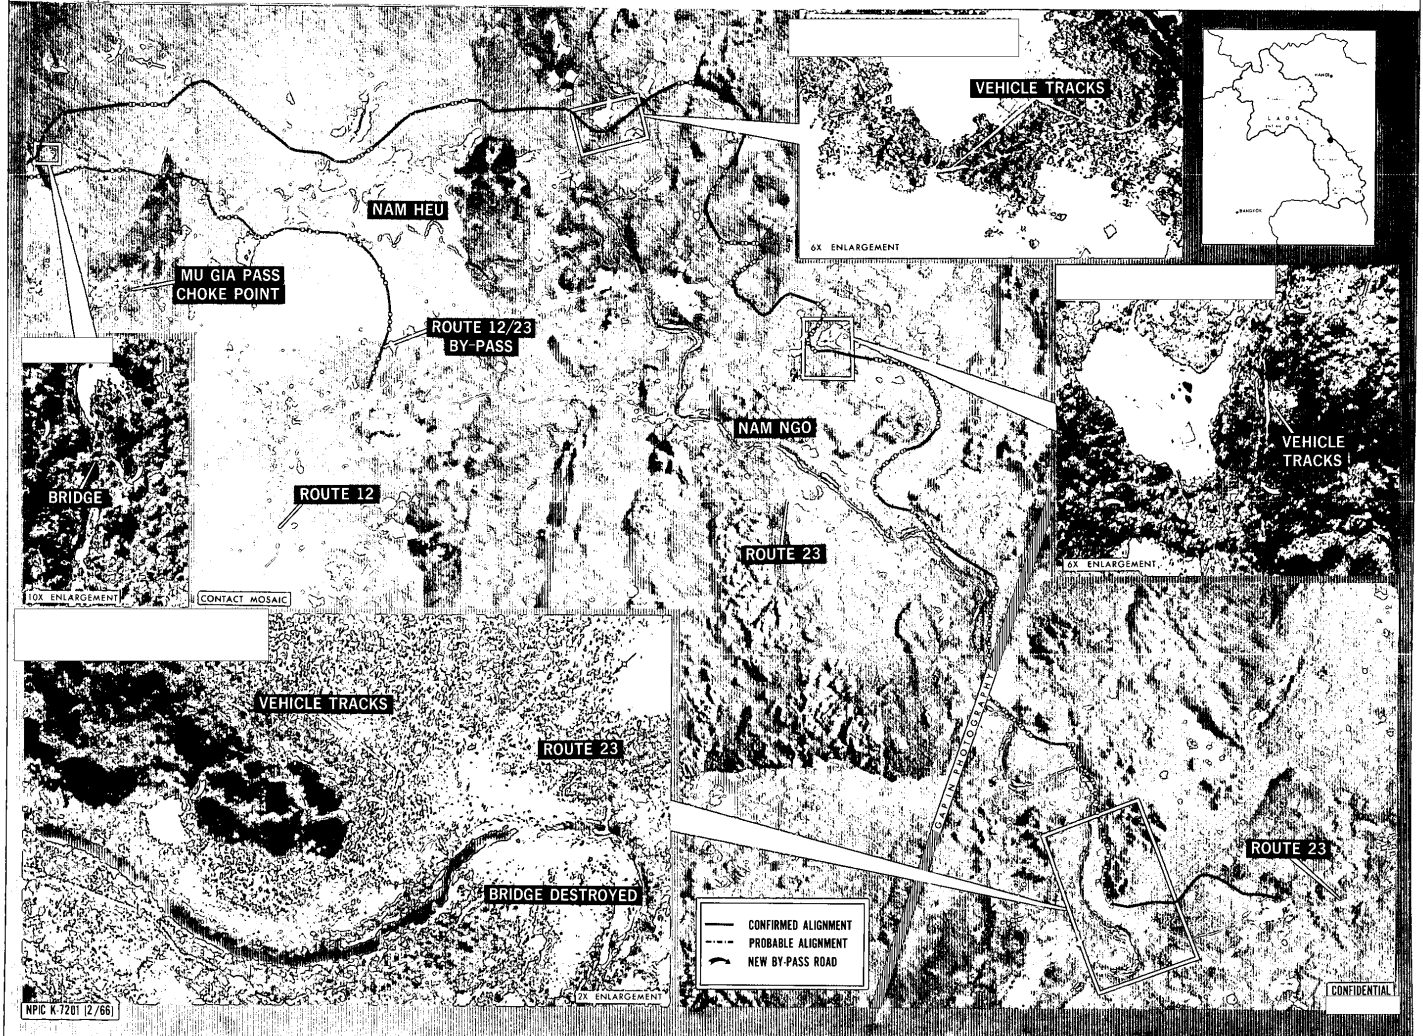 VEHICLE TRACKS
6X ENLARGEMENT
HANOI
LAOS
BANGKOK
NAM HEU
MU GIA PASS
CHOKE POINT
ROUTE 12/23
BY-PASS
BRIDGE
10X ENLARGEMENT
ROUTE 12
CONTACT MOSAIC
NAM NGO
ROUTE 23
VEHICLE
TRACKS
6X ENLARGEMENT
GAP IN PHOTOGRAPHY
VEHICLE TRACKS
ROUTE 23
BRIDGE DESTROYED
2X ENLARGEMENT
ROUTE 23
CONFIRMED ALIGNMENT
PROBABLE ALIGNMENT
NEW BY-PASS ROAD
NPIC K-7201 (2/66)
CONFIDENTIAL